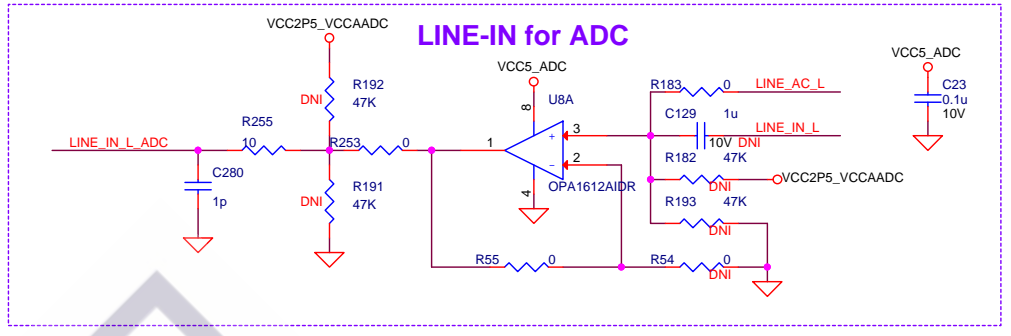 VCC2P5_VCCAADC
LINE-IN for ADC
VCC5_ADC
VCC5_ADC
R192
DNI
47K
U8A
8
R183
0
LINE_AC_L
C23
0.1u
10V
C129
1u
R255
10
LINE_IN_L_ADC
R253
0
1
+
3
10V
DNI
LINE_IN_L
-
2
R182
47K
C280
1p
DNI
R191
47K
4
OPA1612AIDR
DNI
VCC2P5_VCCAADC
R193
47K
DNI
R55
0
R54
0
DNI